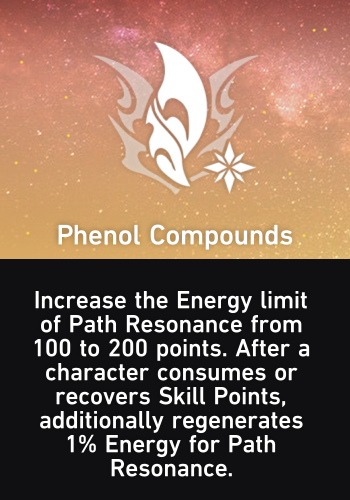 Phenol Compounds
Increase the Energy limit
of Path Resonance from
100 to 200 points. After a
character consumes or
recovers Skill Points,
additionally regenerates
1% Energy for Path
Resonance.